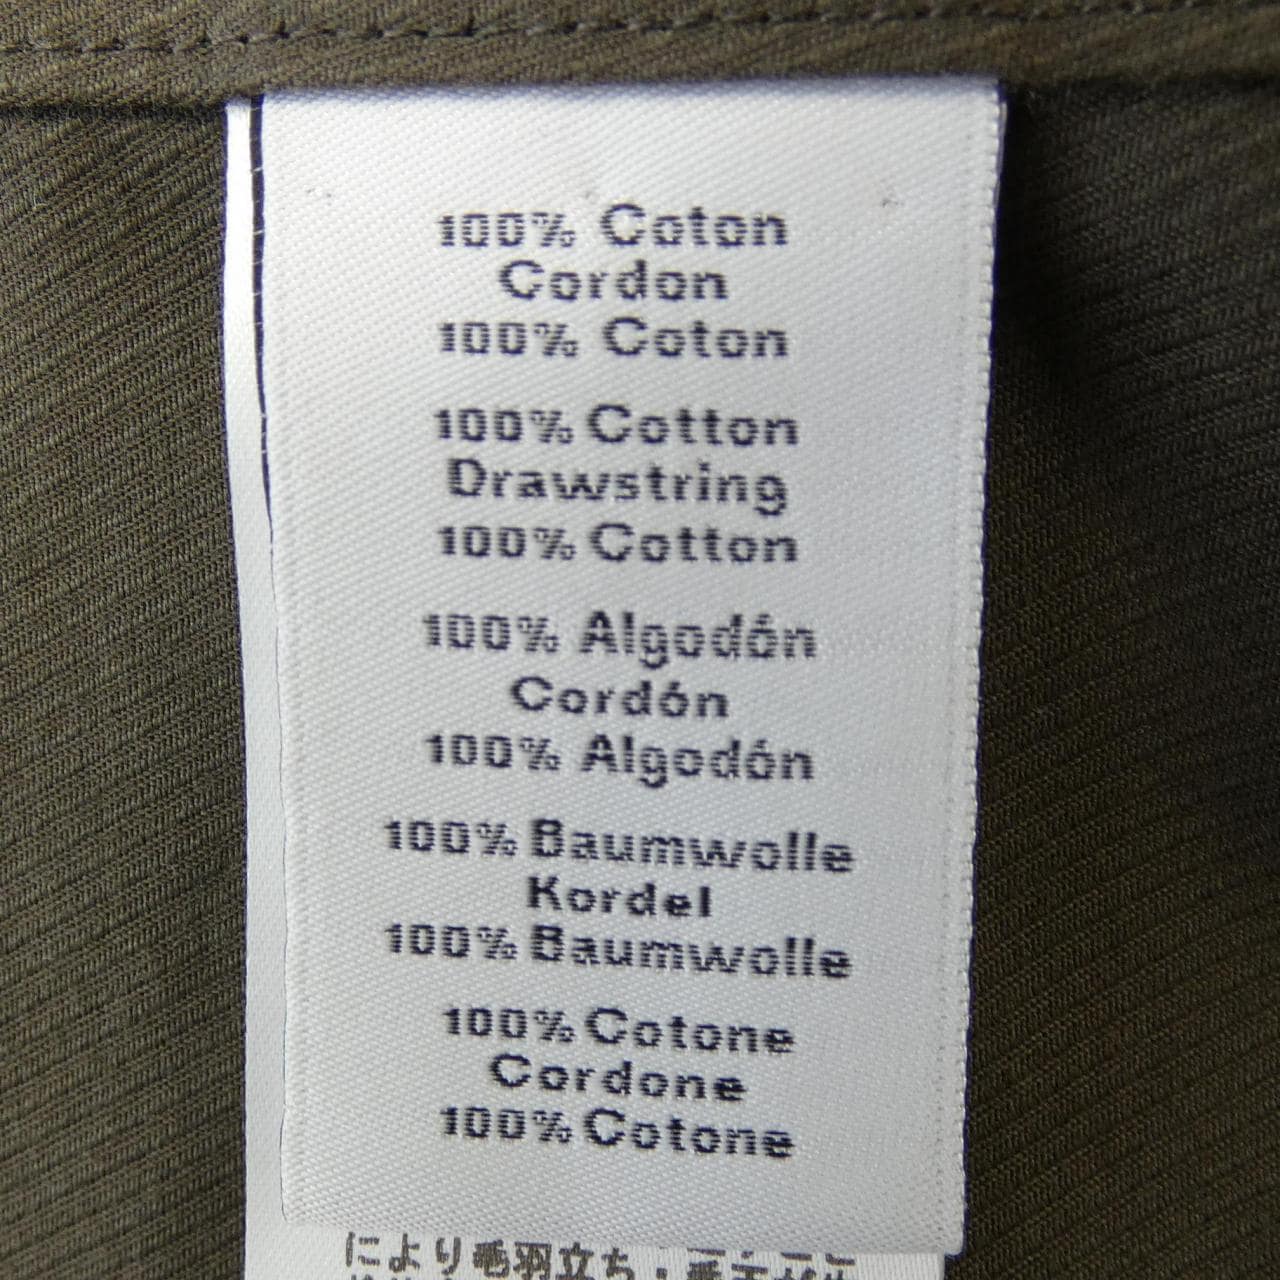 100% Coton
Cordon
100% Coton
100% Cotton
Drawstring
100% Cotton
100% Algodón
Cordón
100% Algodón
100% Baumwolle
Kordel
100% Baumwolle
100% Cotone
Cordone
100% Cotone
により毛羽立ち・